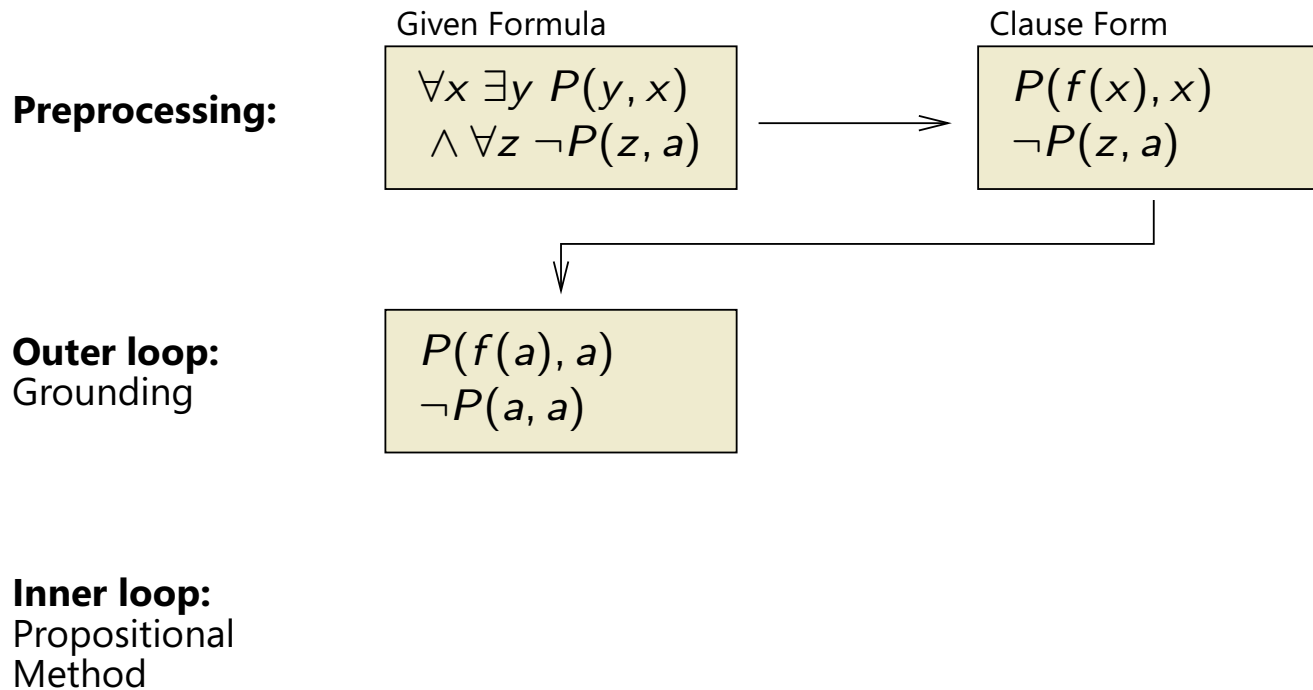 Given Formula
Clause Form
Preprocessing:
∀x ∃y P(y, x)
∧ ∀z ¬P(z, a)
P(f(x), x)
¬P(z, a)
Outer loop:
Grounding
P(f(a), a)
¬P(a, a)
Inner loop:
Propositional
Method